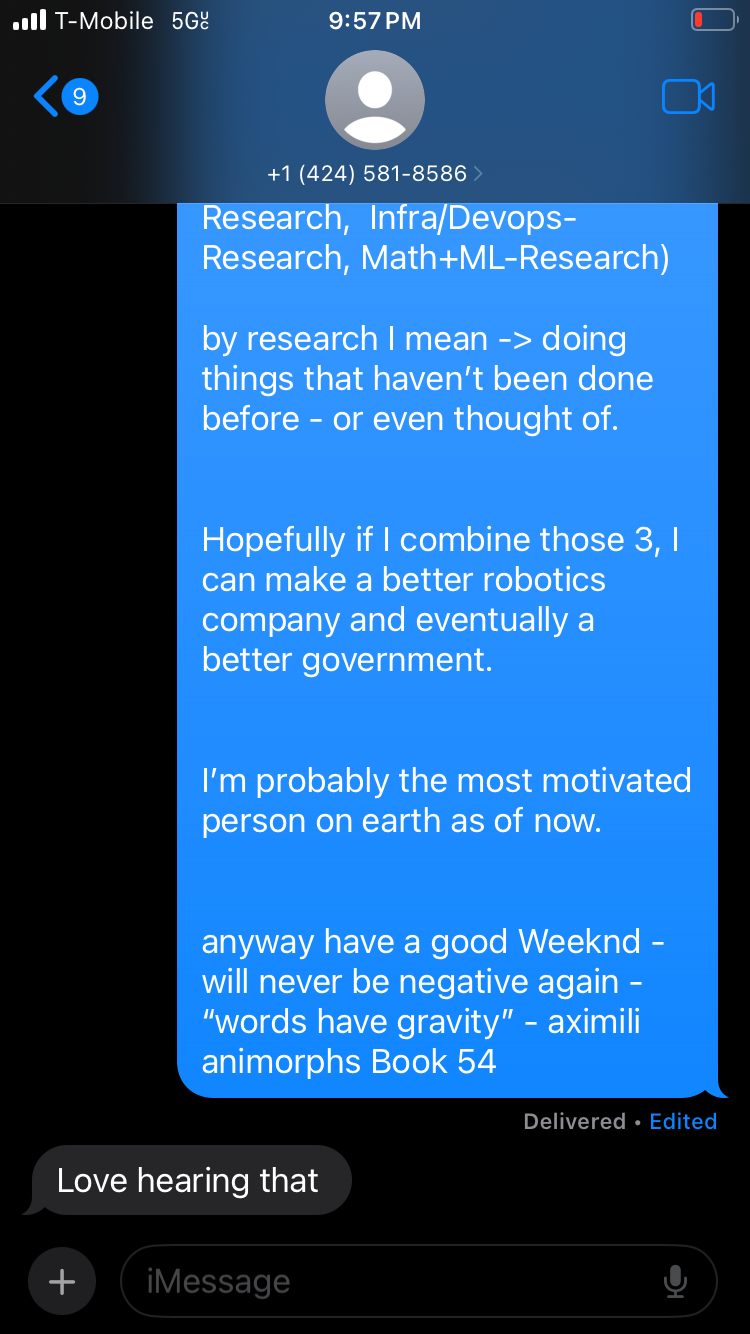 T-Mobile 5G 9:57 PM
9
+1 (424) 581-8586
Research,  Infra/Devops-
Research, Math+ML-Research)
by research I mean -> doing
things that haven’t been done
before - or even thought of.
Hopefully if I combine those 3, I
can make a better robotics
company and eventually a
better government.
I’m probably the most motivated
person on earth as of now.
anyway have a good Weeknd -
will never be negative again -
“words have gravity” - aximili
animorphs Book 54
Delivered • Edited
Love hearing that
iMessage